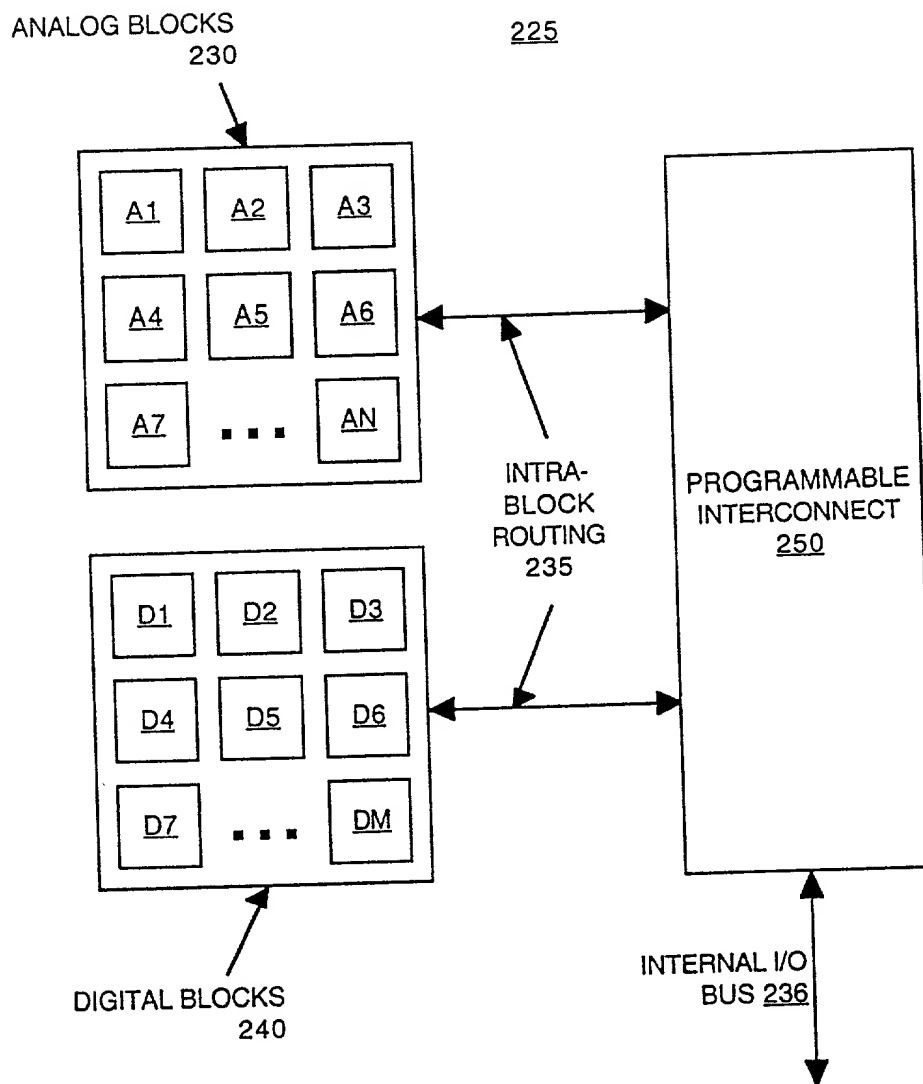 ANALOG BLOCKS
230
225
A1 A2 A3
A4 A5 A6
A7 ... AN
INTRA-
BLOCK
ROUTING
235
PROGRAMMABLE
INTERCONNECT
250
D1 D2 D3
D4 D5 D6
D7 ... DM
DIGITAL BLOCKS
240
INTERNAL I/O
BUS 236